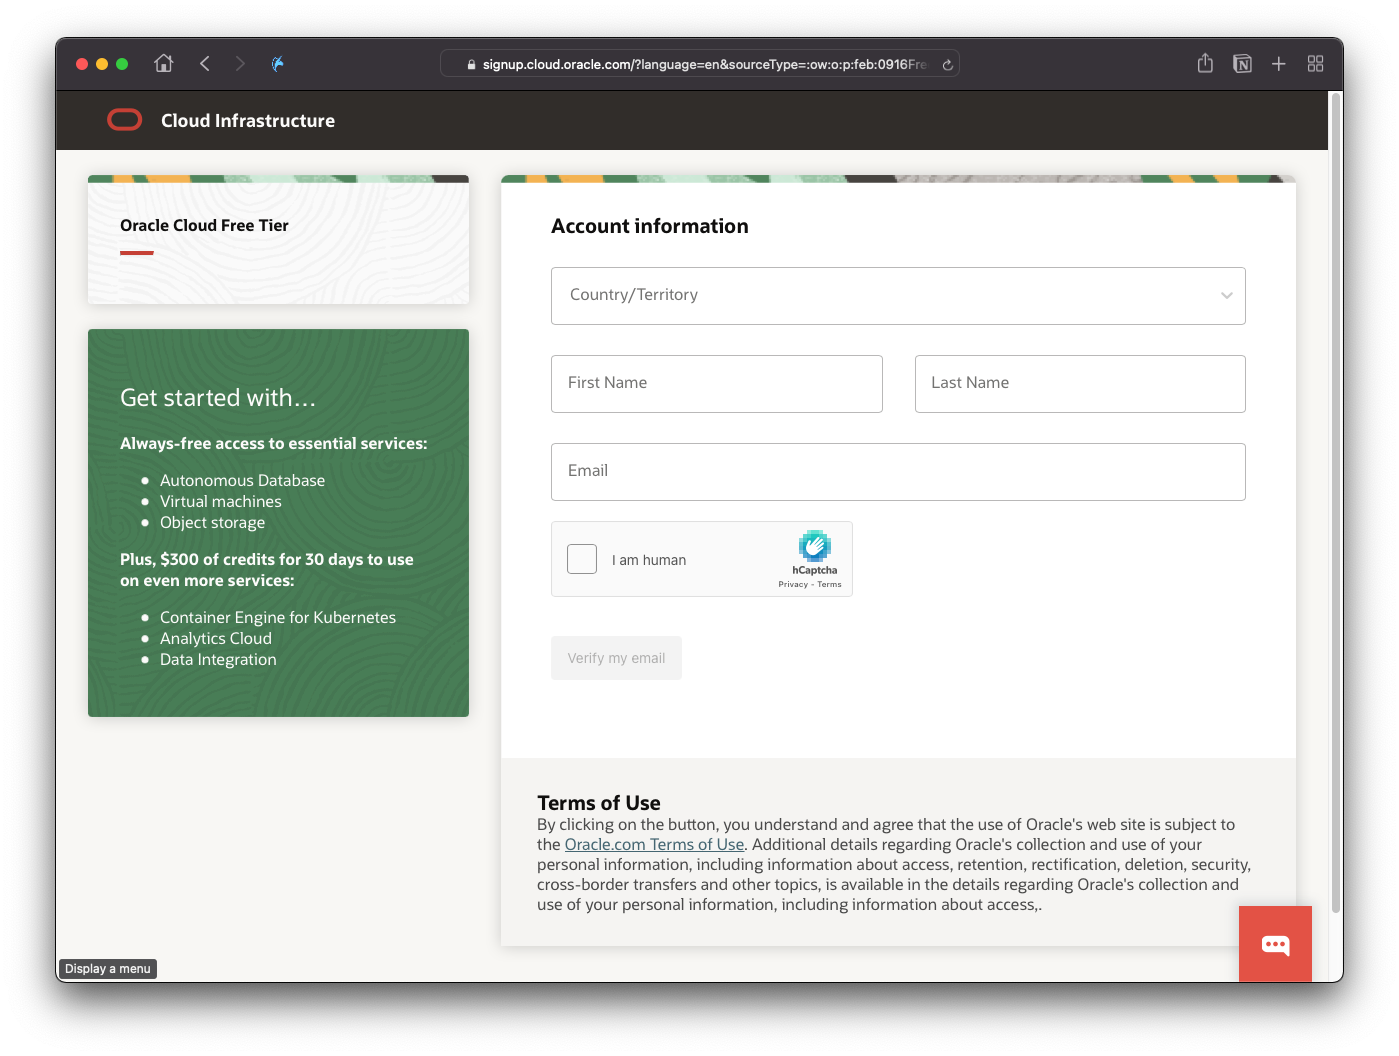 signup.cloud.oracle.com/?language=en&sourceType=:ow:o:p:feb:0916Fre
Cloud Infrastructure
Oracle Cloud Free Tier
Get started with...
Always-free access to essential services:
Autonomous Database
Virtual machines
Object storage
Plus, $300 of credits for 30 days to use
on even more services:
Container Engine for Kubernetes
Analytics Cloud
Data Integration
Account information
Country/Territory
First Name
Last Name
Email
I am human
hCaptcha
Privacy - Terms
Verify my email
Terms of Use
By clicking on the button, you understand and agree that the use of Oracle's web site is subject to
the Oracle.com Terms of Use. Additional details regarding Oracle's collection and use of your
personal information, including information about access, retention, rectification, deletion, security,
cross-border transfers and other topics, is available in the details regarding Oracle's collection and
use of your personal information, including information about access,.
Display a menu